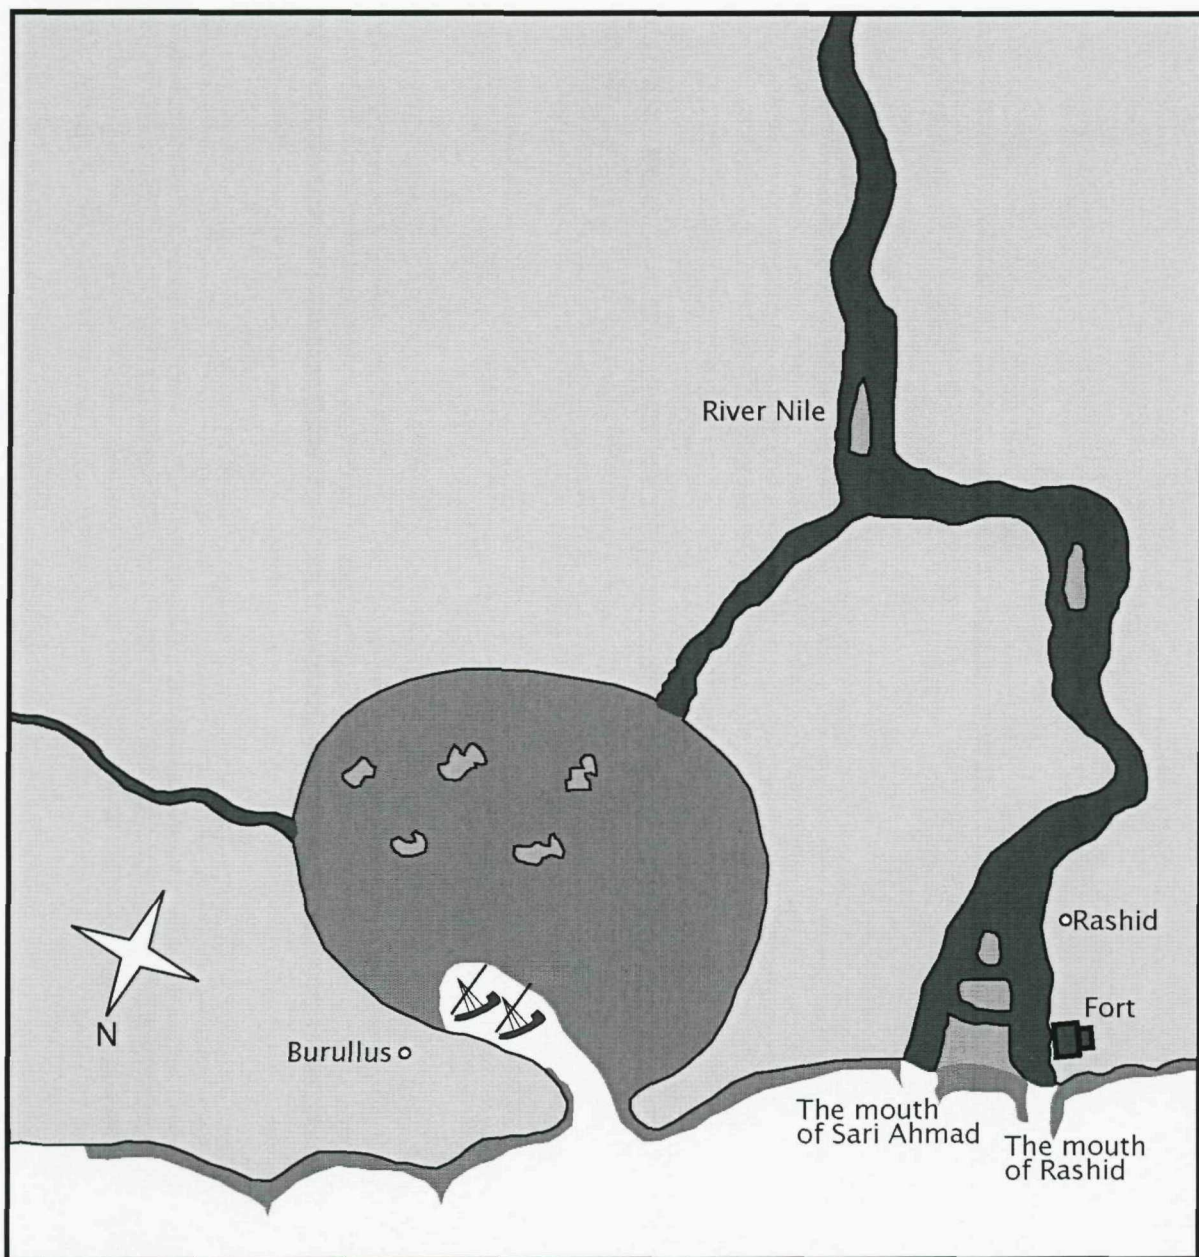 River Nile
Rashid
Fort
N
Burullus
The mouth
of Sari Ahmad
The mouth
of Rashid